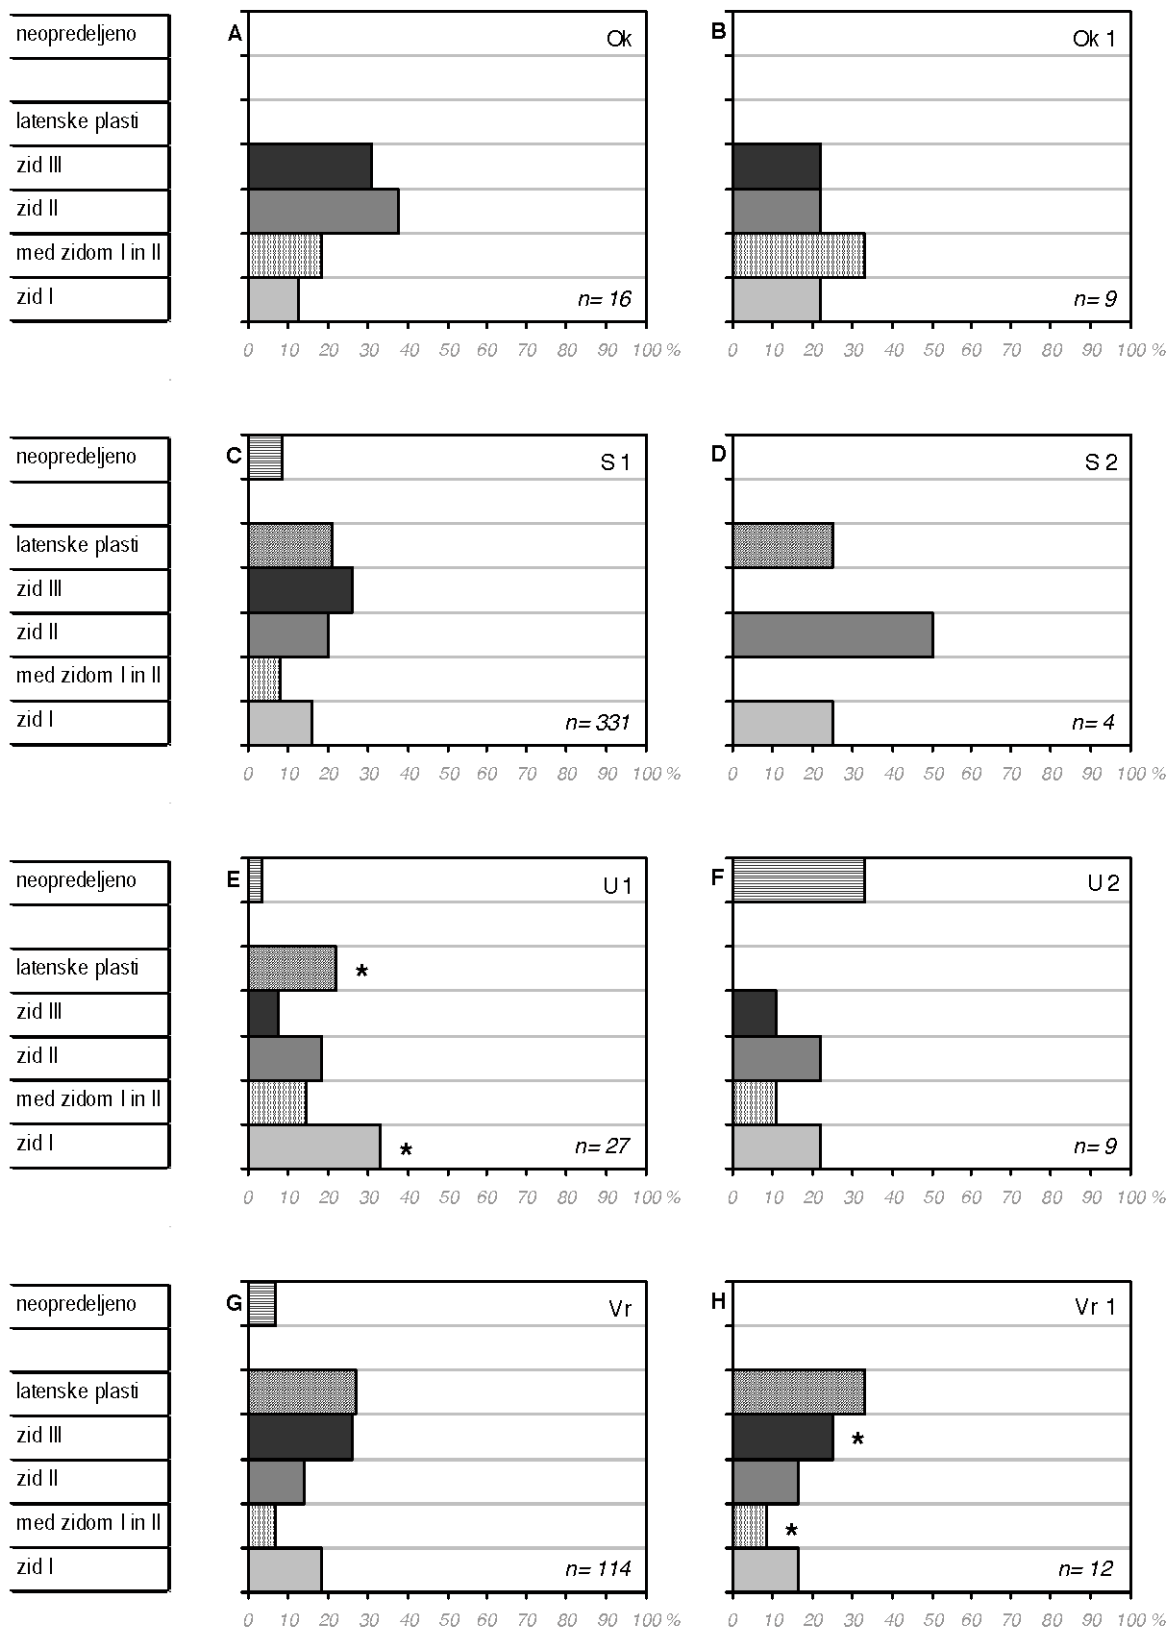 neopredeljeno
latenske plasti
zid III
zid II
med zidom I in II
zid I
A
Ok
n= 16
0 10 20 30 40 50 60 70 80 90 100 %
B
Ok 1
n= 9
0 10 20 30 40 50 60 70 80 90 100 %
neopredeljeno
latenske plasti
zid III
zid II
med zidom I in II
zid I
C
S 1
n= 331
0 10 20 30 40 50 60 70 80 90 100 %
D
S 2
n= 4
0 10 20 30 40 50 60 70 80 90 100 %
neopredeljeno
latenske plasti
zid III
zid II
med zidom I in II
zid I
E
U 1
*
*
n= 27
0 10 20 30 40 50 60 70 80 90 100 %
F
U 2
n= 9
0 10 20 30 40 50 60 70 80 90 100 %
neopredeljeno
latenske plasti
zid III
zid II
med zidom I in II
zid I
G
Vr
n= 114
0 10 20 30 40 50 60 70 80 90 100 %
H
Vr 1
*
*
n= 12
0 10 20 30 40 50 60 70 80 90 100 %